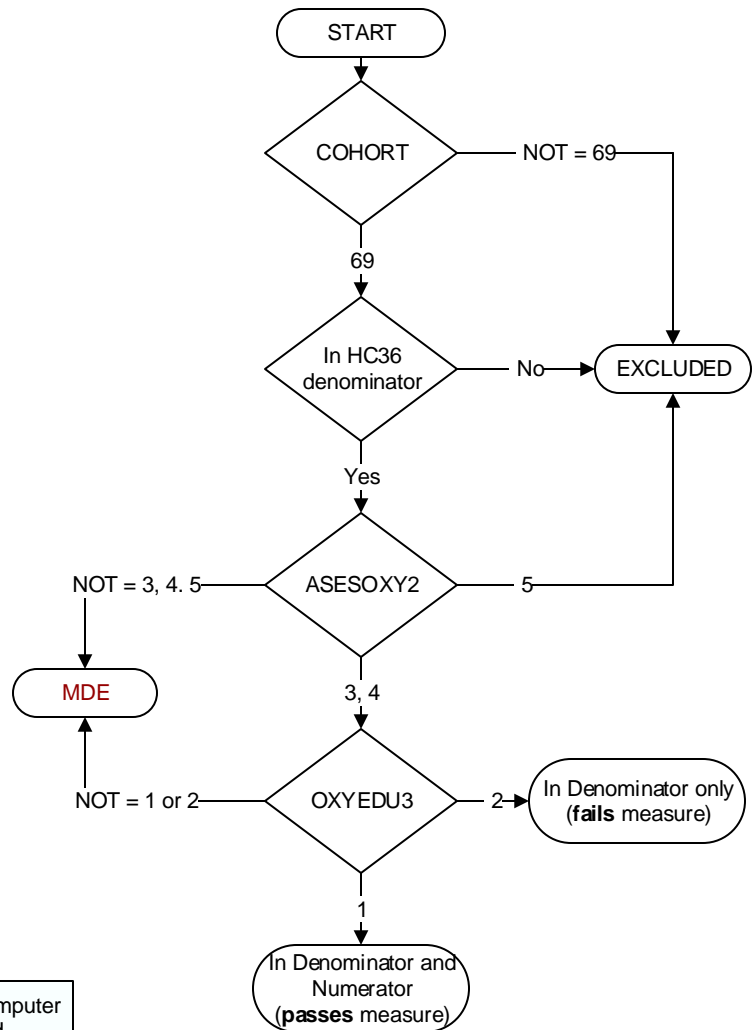 START
COHORT
NOT = 69
69
In HC36
denominator
No
EXCLUDED
Yes
NOT = 3, 4. 5
ASESOXY2
5
MDE
3, 4
NOT = 1 or 2
OXYEDU3
2
In Denominator only
(fails measure)
1
In Denominator and
Numerator
(passes measure)